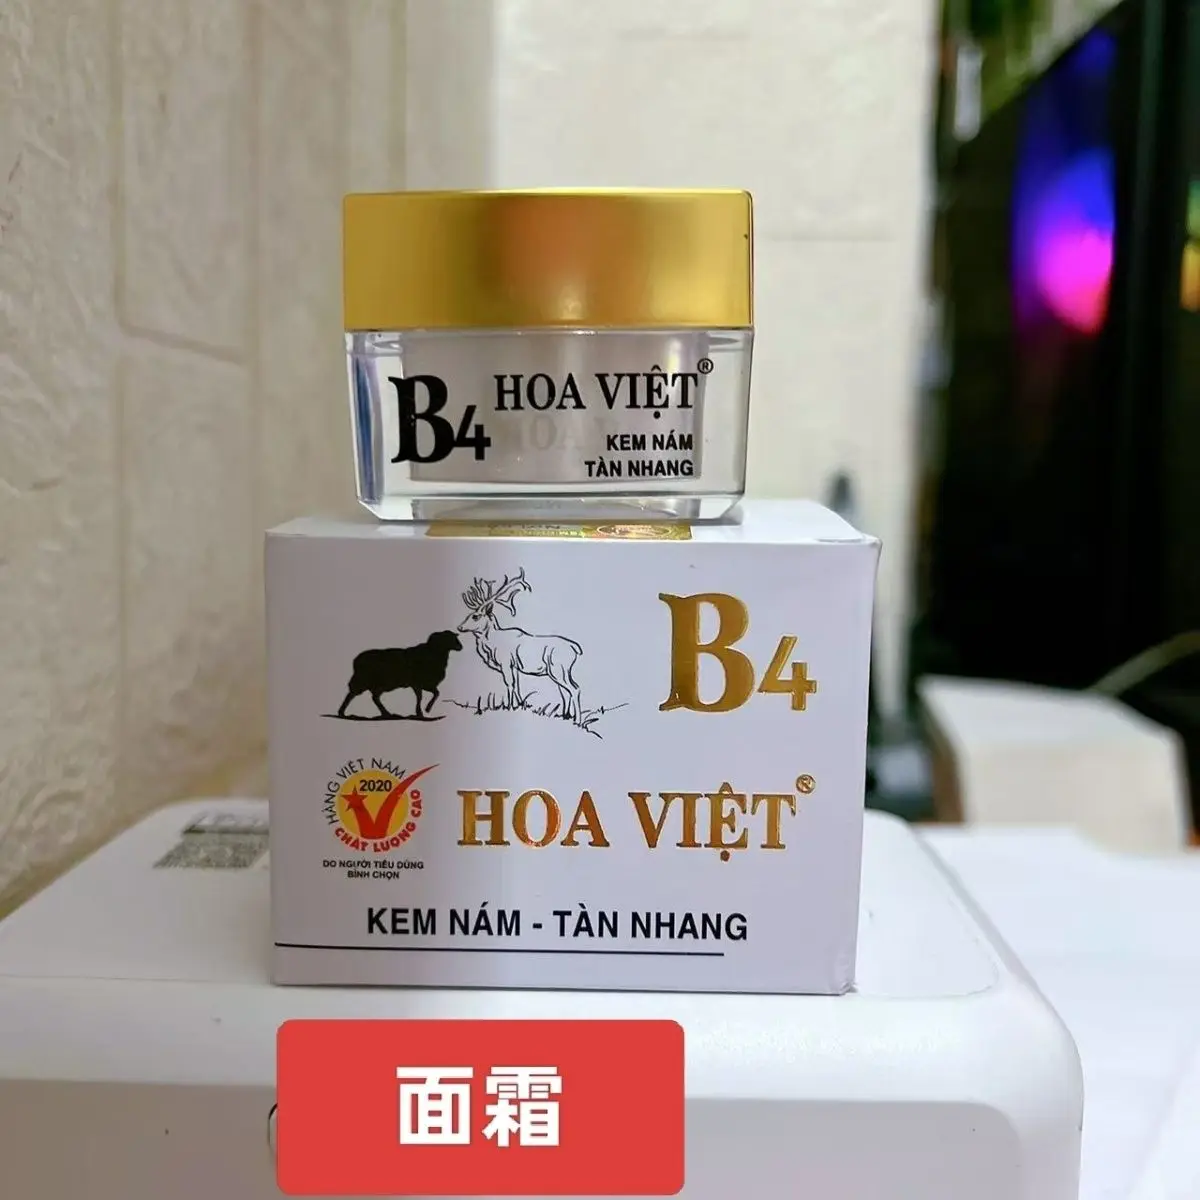 B4 HOA VIỆT®
KEM NÁM
TÀN NHANG
B4
HÀNG VIỆT NAM
2020
CHẤT LƯỢNG CAO
DO NGƯỜI TIÊU DÙNG
BÌNH CHỌN
HOA VIỆT®
KEM NÁM - TÀN NHANG
面霜